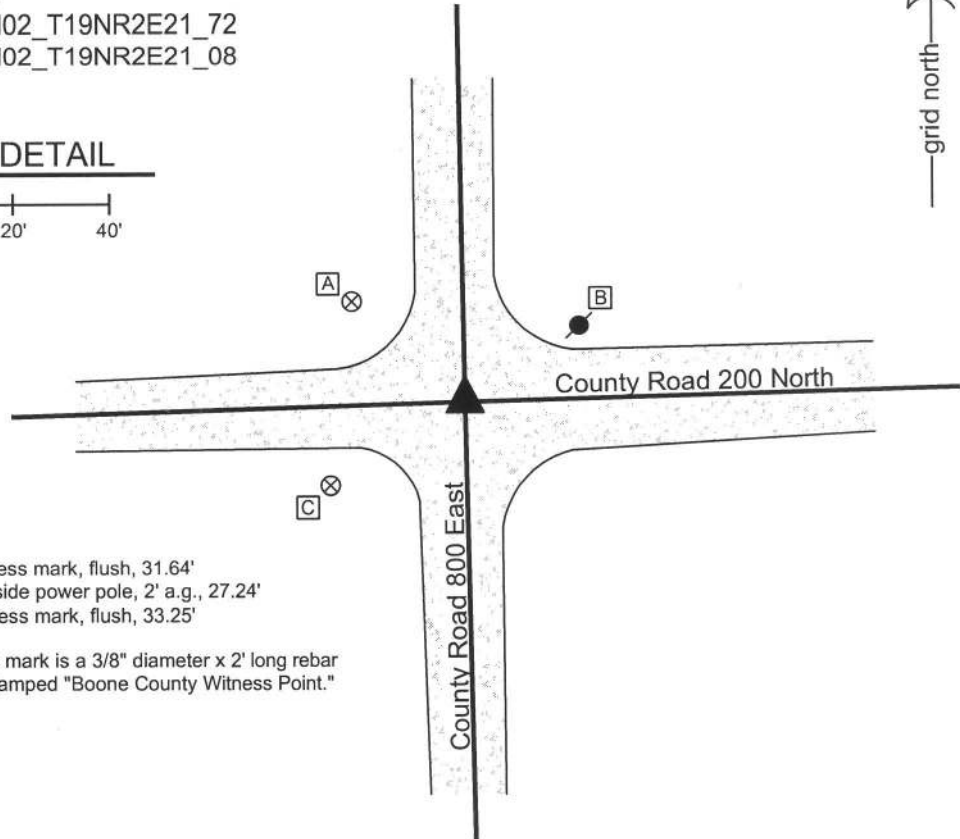 02_T19NR2E21_72
02_T19NR2E21_08
DETAIL
20' 40'
grid north
A
B
County Road 200 North
C
County Road 800 East
ess mark, flush, 31.64'
side power pole, 2' a.g., 27.24'
ess mark, flush, 33.25'
mark is a 3/8" diameter x 2' long rebar
amped "Boone County Witness Point."